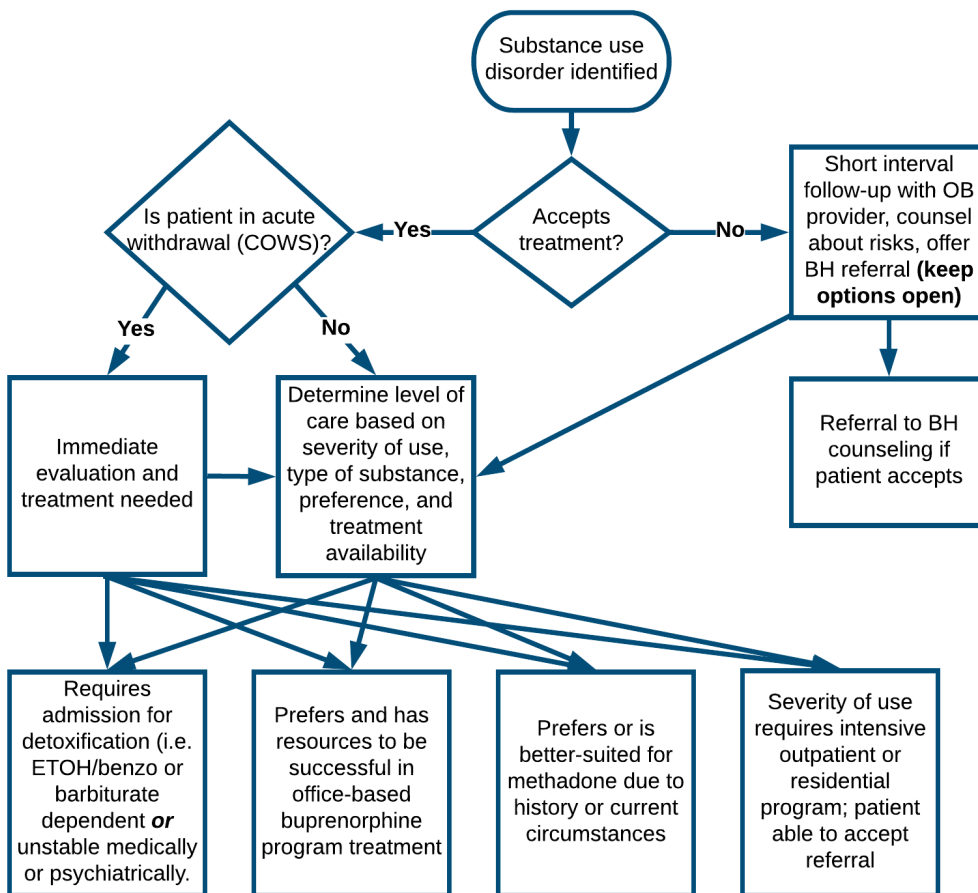 Substance use
disorder identified
Is patient in acute
withdrawal (COWS)?
Yes
Accepts
treatment?
No
Short interval
follow-up with OB
provider, counsel
about risks, offer
BH referral (keep
options open)
Yes
No
Immediate
evaluation and
treatment needed
Determine level of
care based on
severity of use,
type of substance,
preference, and
treatment
availability
Referral to BH
counseling if
patient accepts
Requires
admission for
detoxification (i.e.
ETOH/benzo or
barbiturate
dependent or
unstable medically
or psychiatrically.
Prefers and has
resources to be
successful in
office-based
buprenorphine
program treatment
Prefers or is
better-suited for
methadone due to
history or current
circumstances
Severity of use
requires intensive
outpatient or
residential
program; patient
able to accept
referral